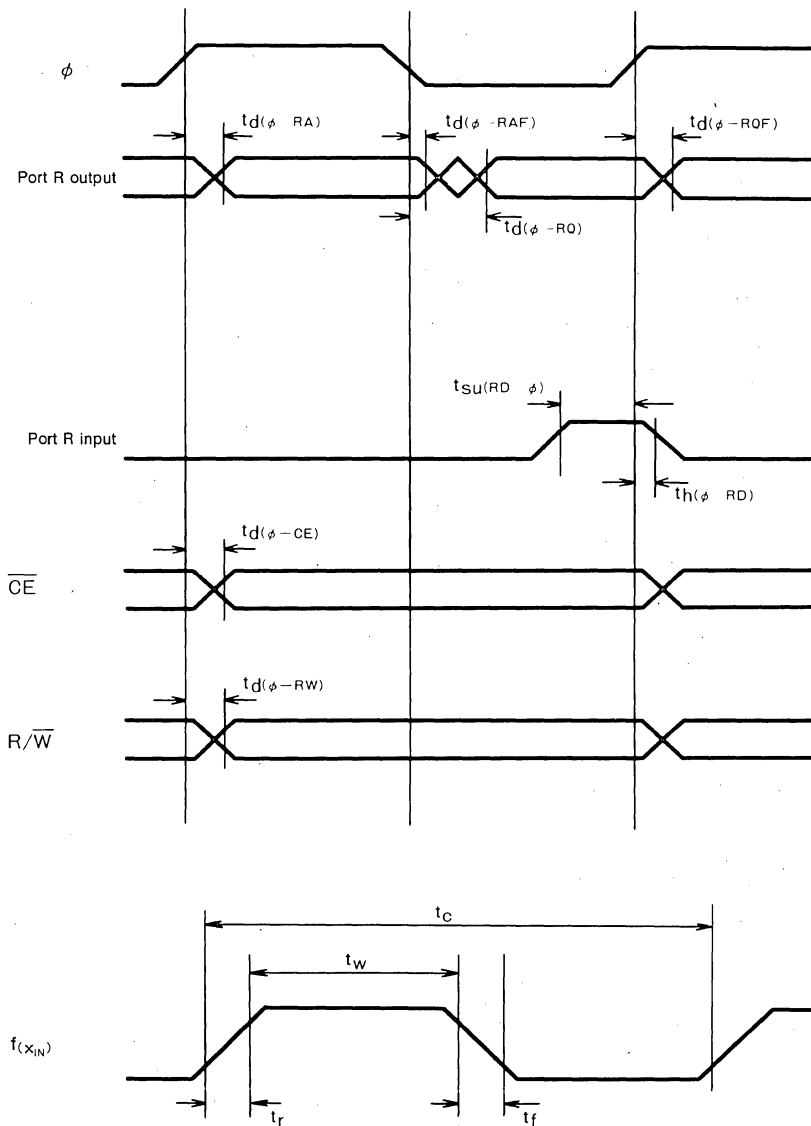 ϕ
td(ϕ RA)
td(ϕ -RAF)
td(ϕ-RQF)
Port R output
td(ϕ -RQ)
tsu(RD ϕ)
Port R input
th(ϕ RD)
td(ϕ-CE)
C̅E̅
td(ϕ-RW)
R/W̅
tc
tw
f(XIN)
tr
tf